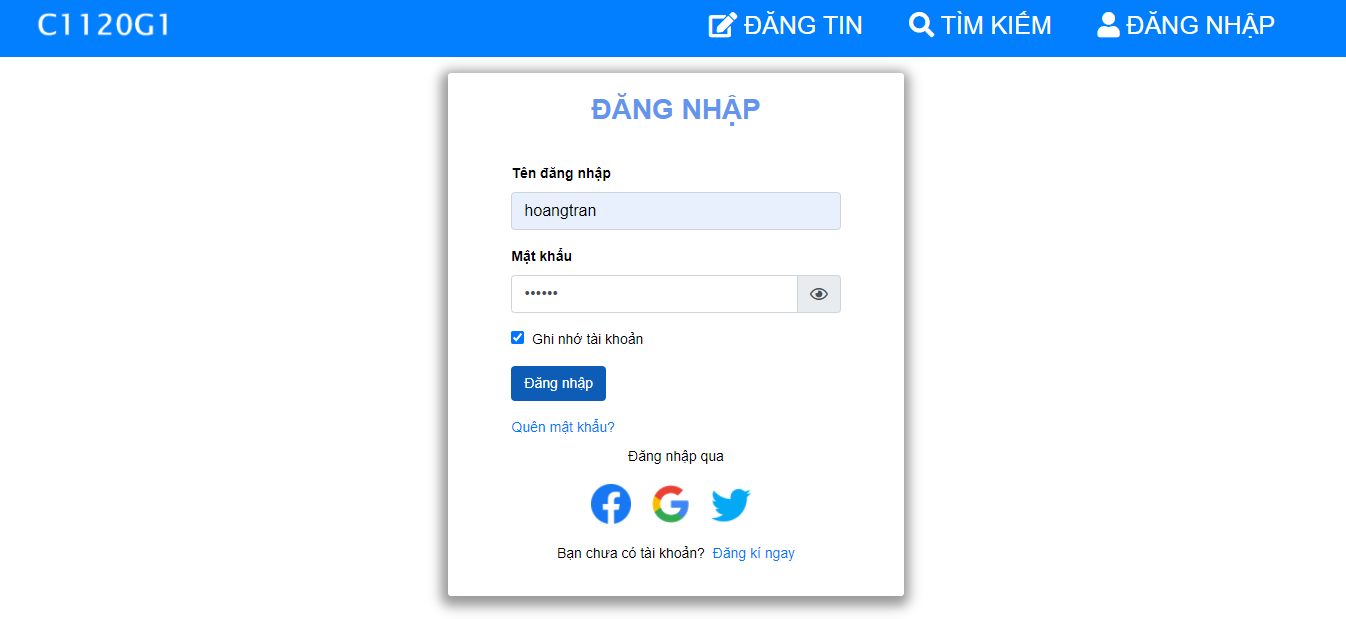 C1120G1
ĐĂNG TIN
TÌM KIẾM
ĐĂNG NHẬP
ĐĂNG NHẬP
Tên đăng nhập
hoangtran
Mật khẩu
••••••
Ghi nhớ tài khoản
Đăng nhập
Quên mật khẩu?
Đăng nhập qua
Bạn chưa có tài khoản? Đăng kí ngay